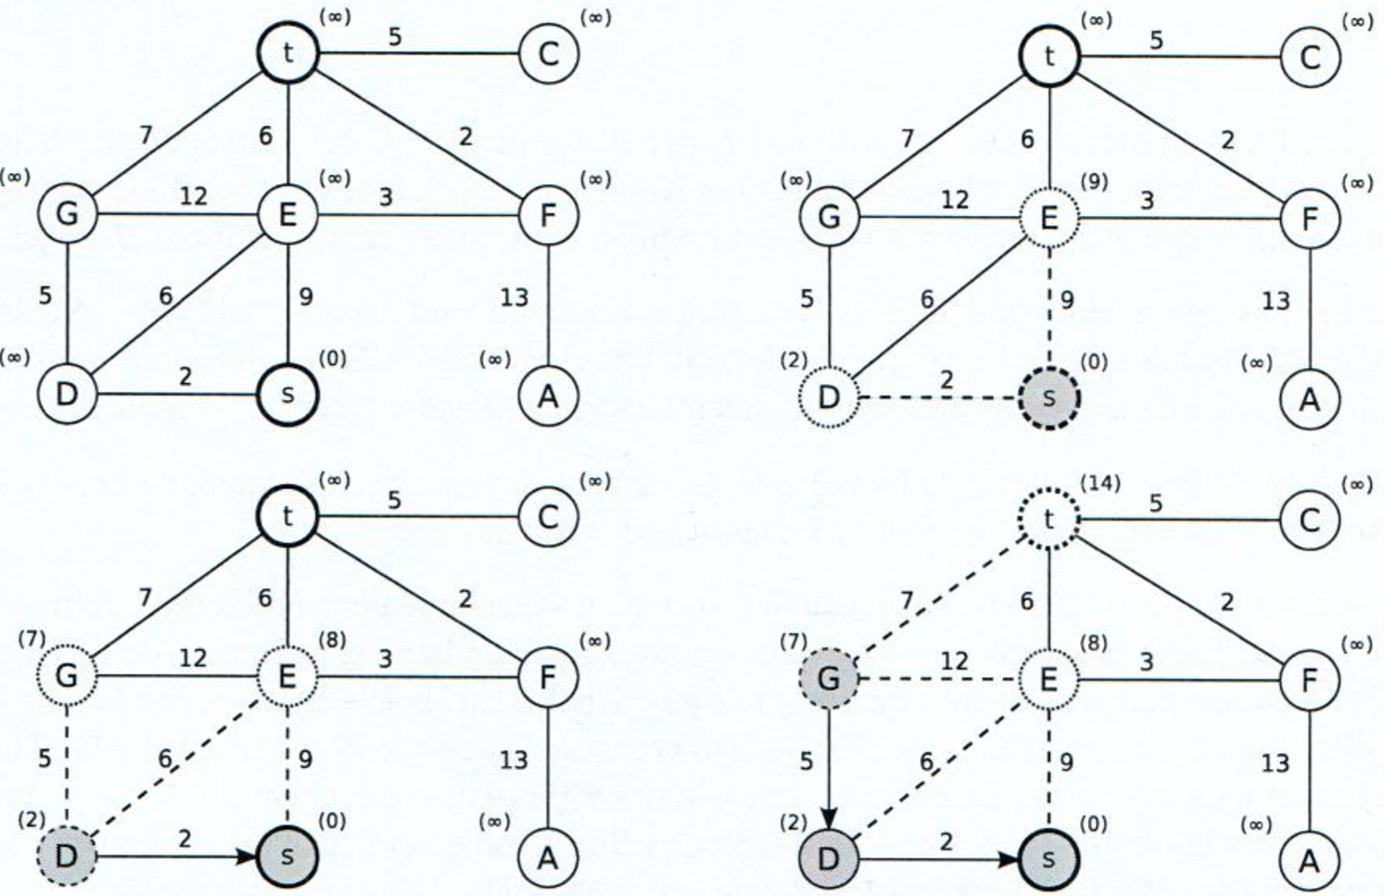 (∞) (∞) (∞) (∞)
t 5 C t 5 C
7 6 2 7 6 2
(∞) (∞) (∞) (∞) (9) (∞)
G 12 E 3 F G 12 E 3 F
5 6 9 13 5 6 9 13
(∞) (0) (∞) (2) (0) (∞)
D 2 s A D 2 s A
(∞) (∞) (14) (∞)
t 5 C t 5 C
7 6 2 7 6 2
(7) (8) (∞) (7) (8) (∞)
G 12 E 3 F G 12 E 3 F
5 6 9 13 5 6 9 13
(2) (0) (∞) (2) (0) (∞)
D 2 s A D 2 s A